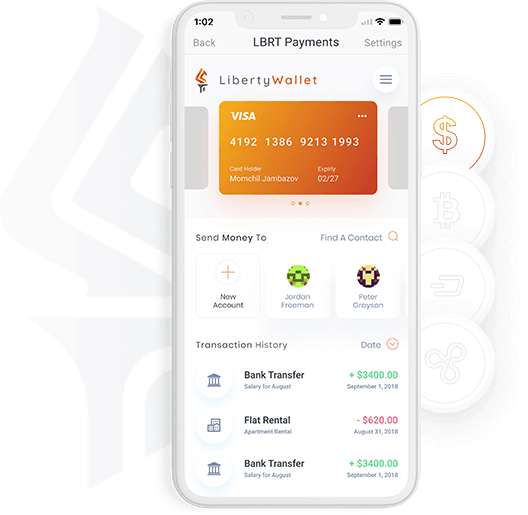 1:02
Back LBRT Payments Settings
LibertyWallet
VISA
4192 1386 9213 1993
Card Holder Expiriy
Momchil Jambazov 02/27
Send Money To Find A Contact
New Account
Jordan Freeman
Peter Grayson
Transaction History Date
Bank Transfer + $3400.00
Salary for August September 1, 2018
Flat Rental - $620.00
Apartment Rental August 31, 2018
Bank Transfer + $3400.00
Salary for August September 1, 2018